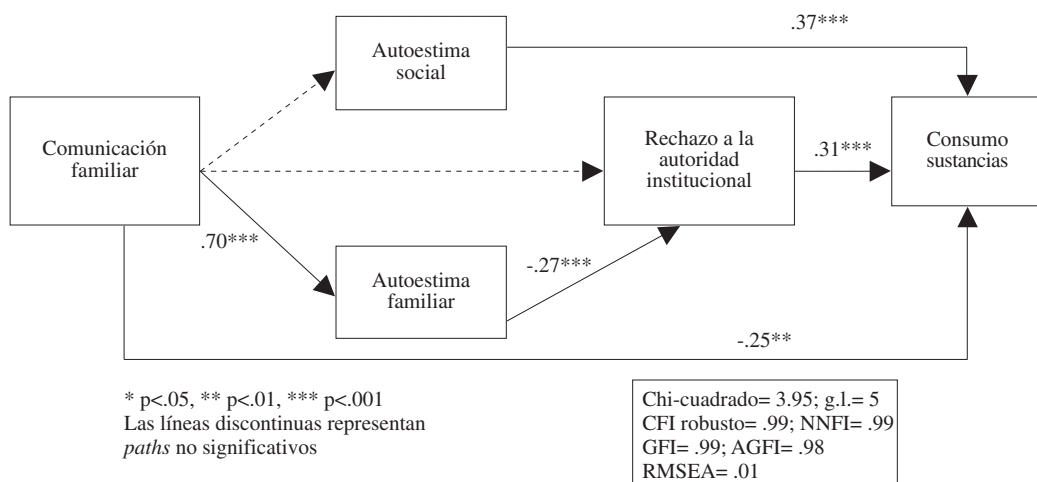 .37***
Autoestima
social
Comunicación
familiar
Rechazo a la
autoridad
institucional
.31***
Consumo
sustancias
.70***
-.27***
Autoestima
familiar
-.25**
* p<.05, ** p<.01, *** p<.001
Las líneas discontinuas representan
paths no significativos
Chi-cuadrado= 3.95; g.l.= 5
CFI robusto= .99; NNFI= .99
GFI= .99; AGFI= .98
RMSEA= .01